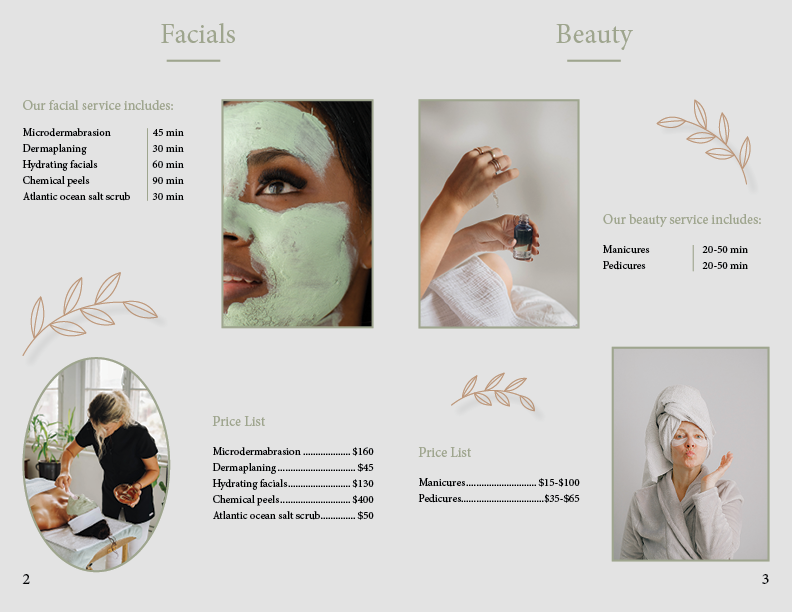 Facials
Our facial service includes:
Microdermabrasion 45 min
Dermaplaning 30 min
Hydrating facials 60 min
Chemical peels 90 min
Atlantic ocean salt scrub 30 min
Price List
Microdermabrasion ................... $160
Dermaplaning ............................... $45
Hydrating facials......................... $130
Chemical peels............................ $400
Atlantic ocean salt scrub.............. $50
2
Beauty
Our beauty service includes:
Manicures 20-50 min
Pedicures 20-50 min
Price List
Manicures............................ $15-$100
Pedicures.................................$35-$65
3